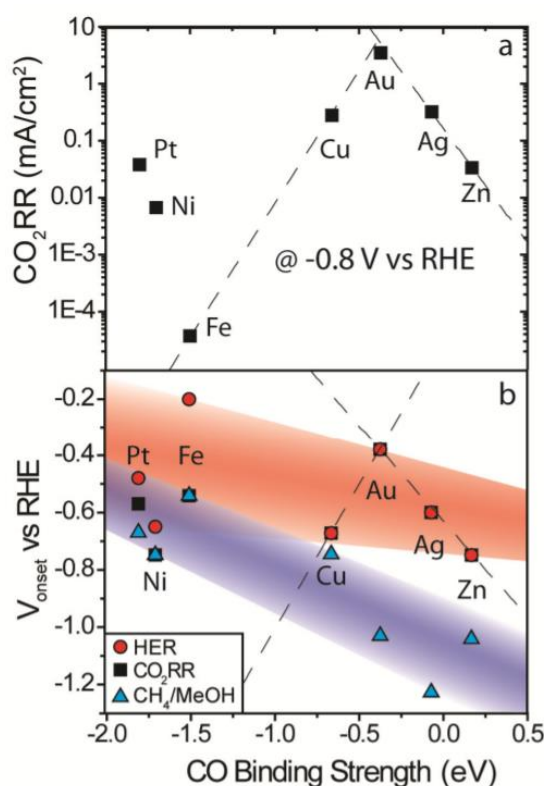 a
CO₂RR (mA/cm²)
10
1
0.1
0.01
1E-3
1E-4
Pt
Ni
Fe
Cu
Au
Ag
Zn
@ -0.8 V vs RHE
b
V_onset vs RHE
-0.2
-0.4
-0.6
-0.8
-1.0
-1.2
Pt
Fe
Ni
Cu
Au
Ag
Zn
HER
CO₂RR
CH₄/MeOH
-2.0 -1.5 -1.0 -0.5 0.0 0.5
CO Binding Strength (eV)